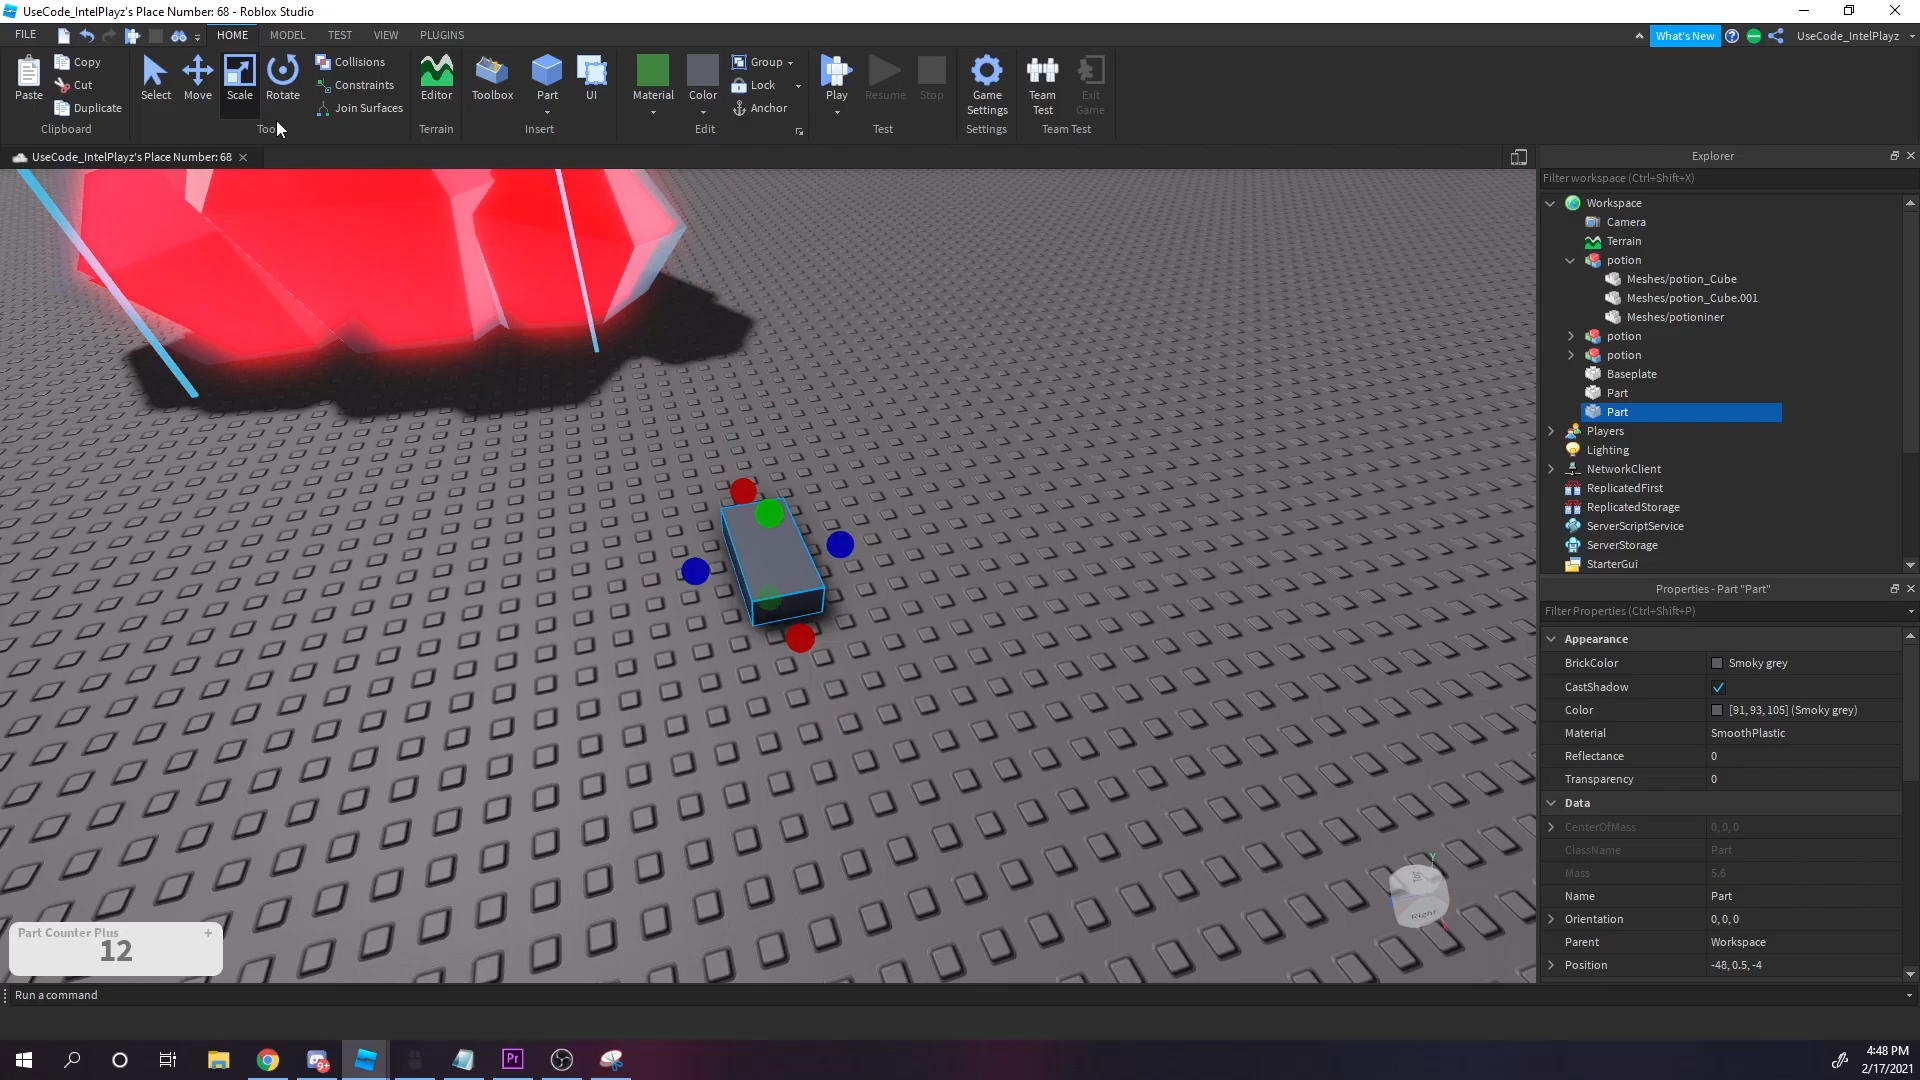 UseCode_IntelPlayz's Place Number: 68 - Roblox Studio
FILE HOME MODEL TEST VIEW PLUGINS What's New UseCode_IntelPlayz
Paste Copy Cut Duplicate
Clipboard
Select Move Scale Rotate Collisions Constraints Join Surfaces
Too
Editor
Terrain
Toolbox Part UI
Insert
Material Color Group Lock Anchor
Edit
Play Resume Stop
Test
Game Settings
Settings
Team Test Exit Game
Team Test
UseCode_IntelPlayz's Place Number: 68
Explorer
Filter workspace (Ctrl+Shift+X)
Workspace
Camera
Terrain
potion
Meshes/potion_Cube
Meshes/potion_Cube.001
Meshes/potioniner
potion
potion
Baseplate
Part
Part
Players
Lighting
NetworkClient
ReplicatedFirst
ReplicatedStorage
ServerScriptService
ServerStorage
StarterGui
Properties - Part "Part"
Filter Properties (Ctrl+Shift+P)
Appearance
BrickColor Smoky grey
CastShadow
Color [91, 93, 105] (Smoky grey)
Material SmoothPlastic
Reflectance 0
Transparency 0
Data
CenterOfMass 0, 0, 0
ClassName Part
Mass 5.6
Name Part
Orientation 0, 0, 0
Parent Workspace
Position -48, 0.5, -4
Y
Right
Part Counter Plus +
12
Run a command
Pr
9+
4:48 PM
2/17/2021